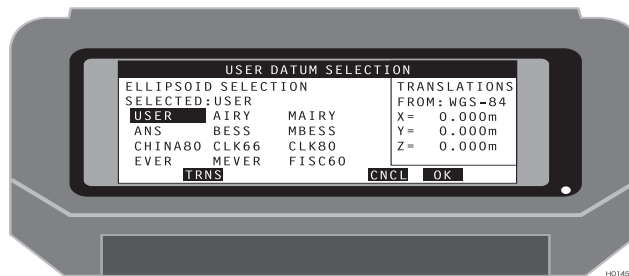 USER DATUM SELECTION
ELLIPSOID SELECTION
SELECTED:USER
USER AIRY MAIRY
ANS BESS MBESS
CHINA80 CLK66 CLK80
EVER MEVER FISC60
TRANSLATIONS
FROM: WGS-84
X= 0.000m
Y= 0.000m
Z= 0.000m
TRNS CNCL OK
H0145